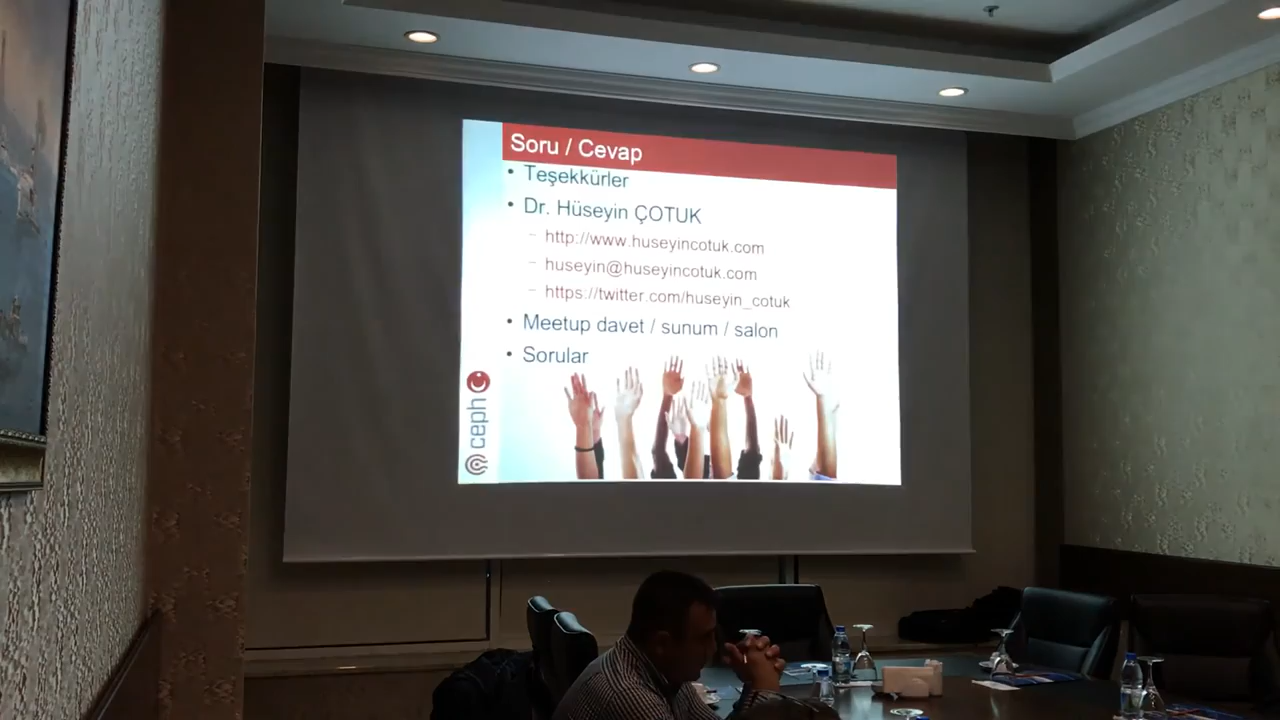 Soru / Cevap
• Teşekkürler
• Dr. Hüseyin ÇOTUK
– http://www.huseyincotuk.com
– huseyin@huseyincotuk.com
– https://twitter.com/huseyin_cotuk
• Meetup davet / sunum / salon
• Sorular
ceph